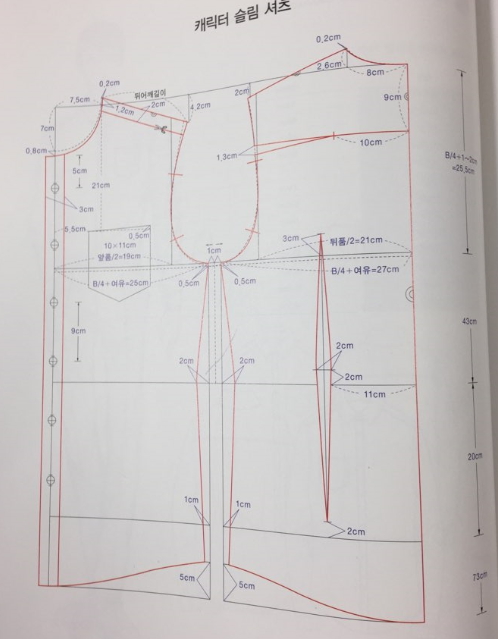 캐릭터 슬림 셔츠
0,2cm
2,6cm
8cm
0,2cm
뒤어깨길이
7,5cm
1,2cm
2cm
4,2cm
2cm
9cm
7cm
0,8cm
1,3cm
10cm
B/4+1~2cm
=25,5cm
5cm
21cm
3cm
5,5cm
0,5cm
10×11cm
앞품/2=19cm
B/4+여유=25cm
1cm
3cm
뒤품/2=21cm
B/4+여유=27cm
0,5cm
0,5cm
9cm
43cm
2cm
2cm
2cm
2cm
11cm
20cm
1cm
1cm
2cm
5cm
5cm
73cm